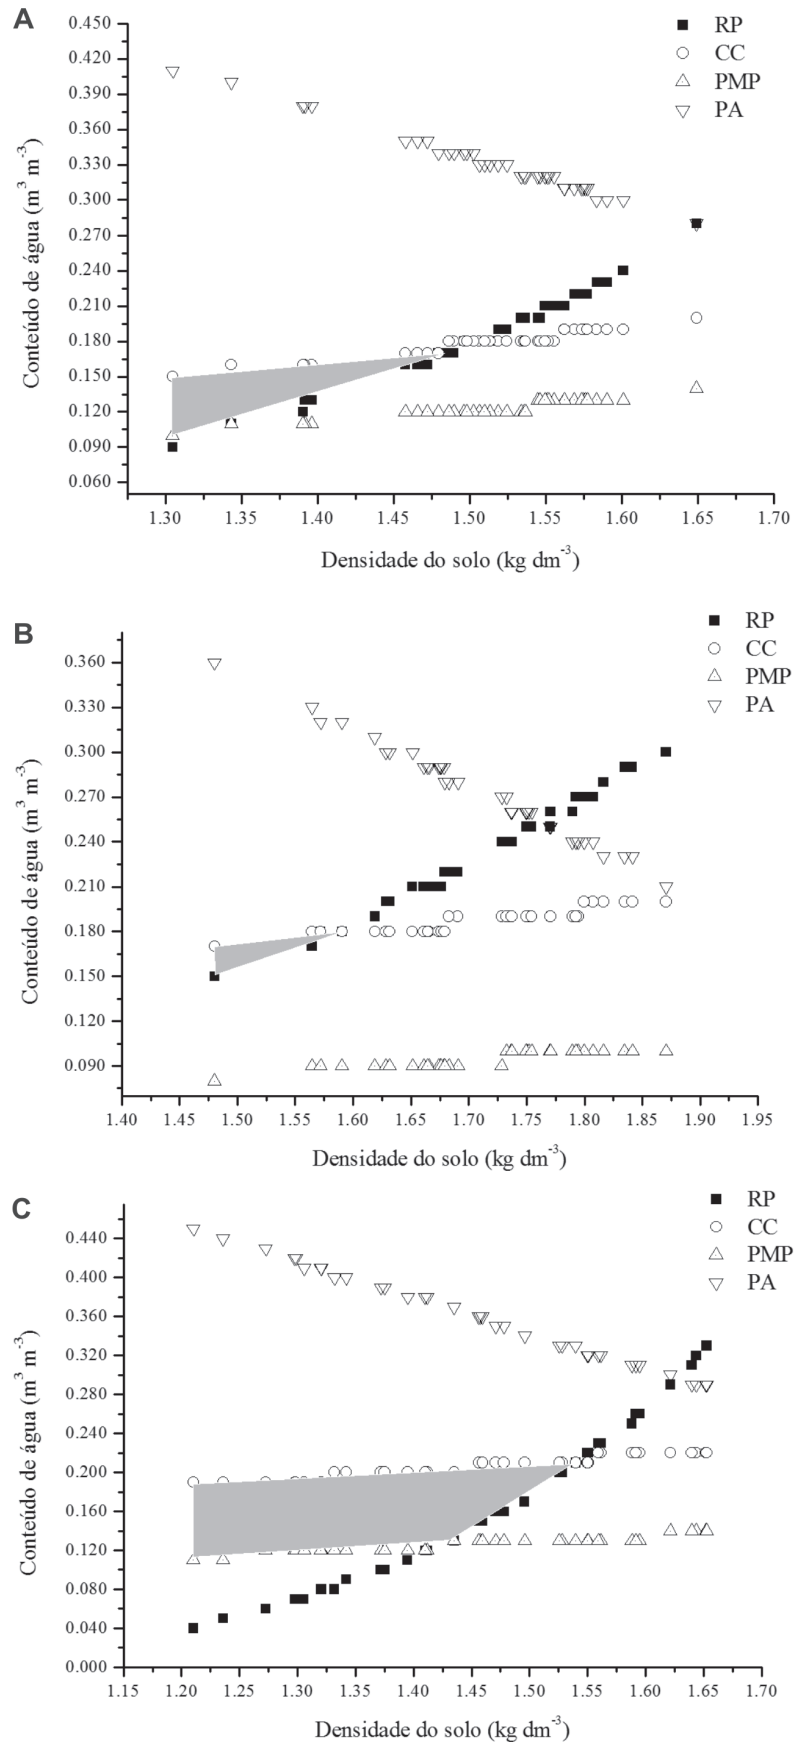 A
0.450
0.420
0.390
0.360
0.330
0.300
0.270
0.240
0.210
0.180
0.150
0.120
0.090
0.060
Conteúdo de água (m³ m⁻³)
RP
CC
PMP
PA
1.30 1.35 1.40 1.45 1.50 1.55 1.60 1.65 1.70
Densidade do solo (kg dm⁻³)
B
0.360
0.330
0.300
0.270
0.240
0.210
0.180
0.150
0.120
0.090
Conteúdo de água (m³ m⁻³)
RP
CC
PMP
PA
1.40 1.45 1.50 1.55 1.60 1.65 1.70 1.75 1.80 1.85 1.90 1.95
Densidade do solo (kg dm⁻³)
C
0.440
0.400
0.360
0.320
0.280
0.240
0.200
0.160
0.120
0.080
0.040
0.000
Conteúdo de água (m³ m⁻³)
RP
CC
PMP
PA
1.15 1.20 1.25 1.30 1.35 1.40 1.45 1.50 1.55 1.60 1.65 1.70
Densidade do solo (kg dm⁻³)